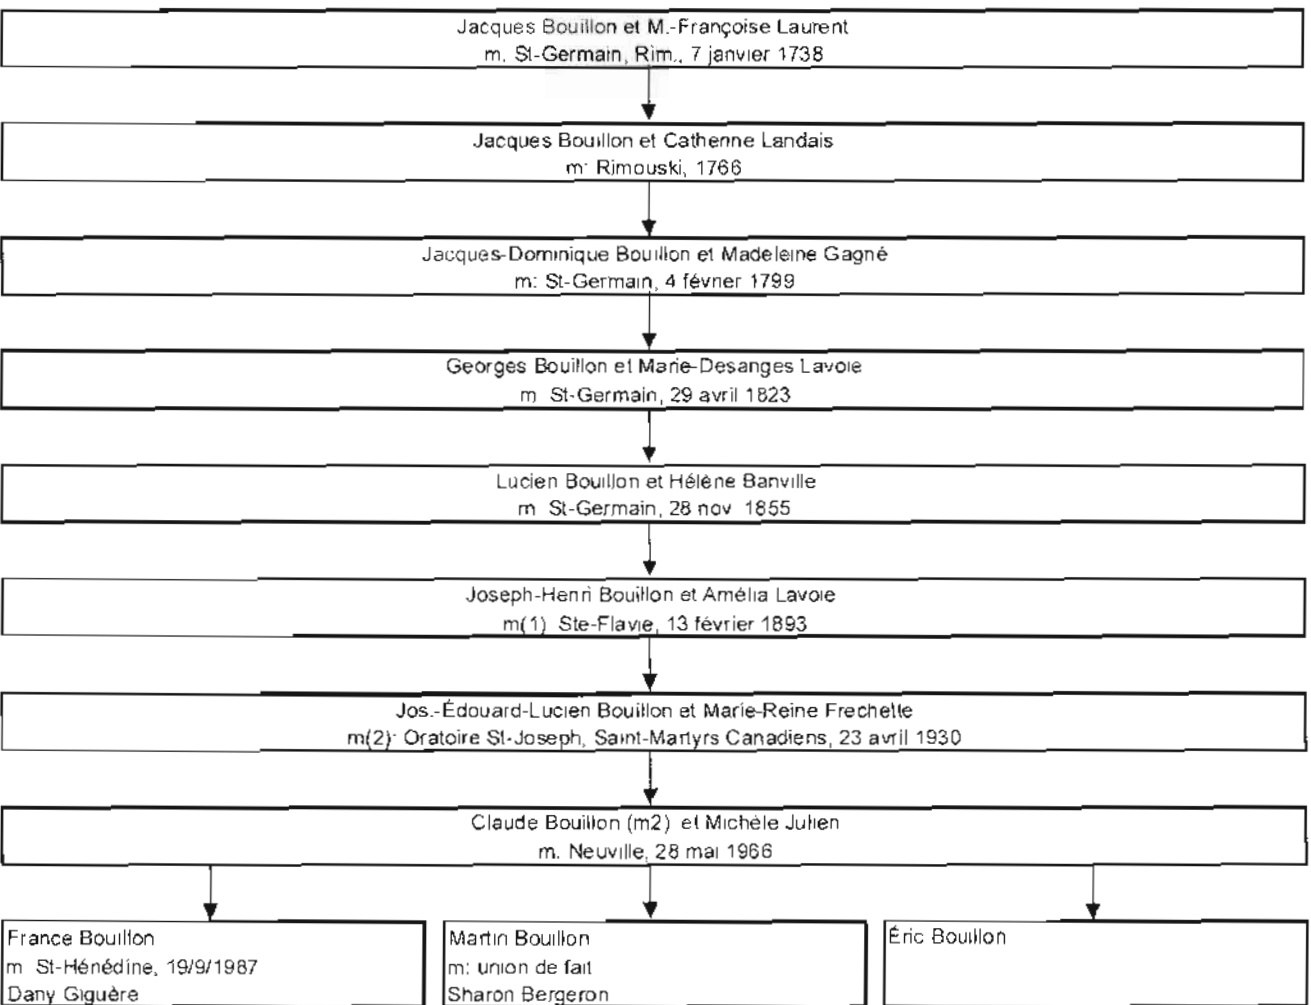 Jacques Bouillon et M.-Françoise Laurent
m. St-Germain, Rim., 7 janvier 1738
Jacques Bouillon et Catherine Landais
m: Rimouski, 1766
Jacques-Dominique Bouillon et Madeleine Gagné
m: St-Germain, 4 février 1799
Georges Bouillon et Marie-Desanges Lavoie
m St-Germain, 29 avril 1823
Lucien Bouillon et Hélène Banville
m St-Germain, 28 nov 1855
Joseph-Henri Bouillon et Amélia Lavoie
m(1) Ste-Flavie, 13 février 1893
Jos.-Édouard-Lucien Bouillon et Marie-Reine Frechette
m(2): Oratoire St-Joseph, Saint-Martyrs Canadiens, 23 avril 1930
Claude Bouillon (m2) et Michèle Julien
m. Neuville, 28 mai 1966
France Bouillon
m St-Hénédine, 19/9/1987
Dany Giguère
Martin Bouillon
m: union de fait
Sharon Bergeron
Éric Bouillon